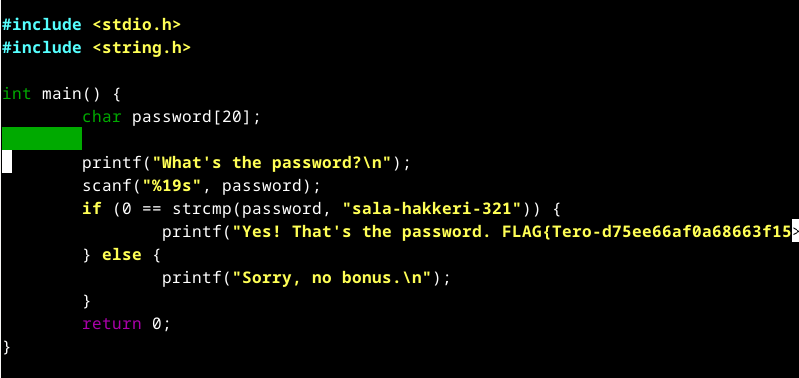 #include <stdio.h>
#include <string.h>
int main() {
char password[20];
printf("What's the password?\n");
scanf("%19s", password);
if (0 == strcmp(password, "sala-hakkeri-321")) {
printf("Yes! That's the password. FLAG{Tero-d75ee66af0a68663f15>
} else {
printf("Sorry, no bonus.\n");
}
return 0;
}